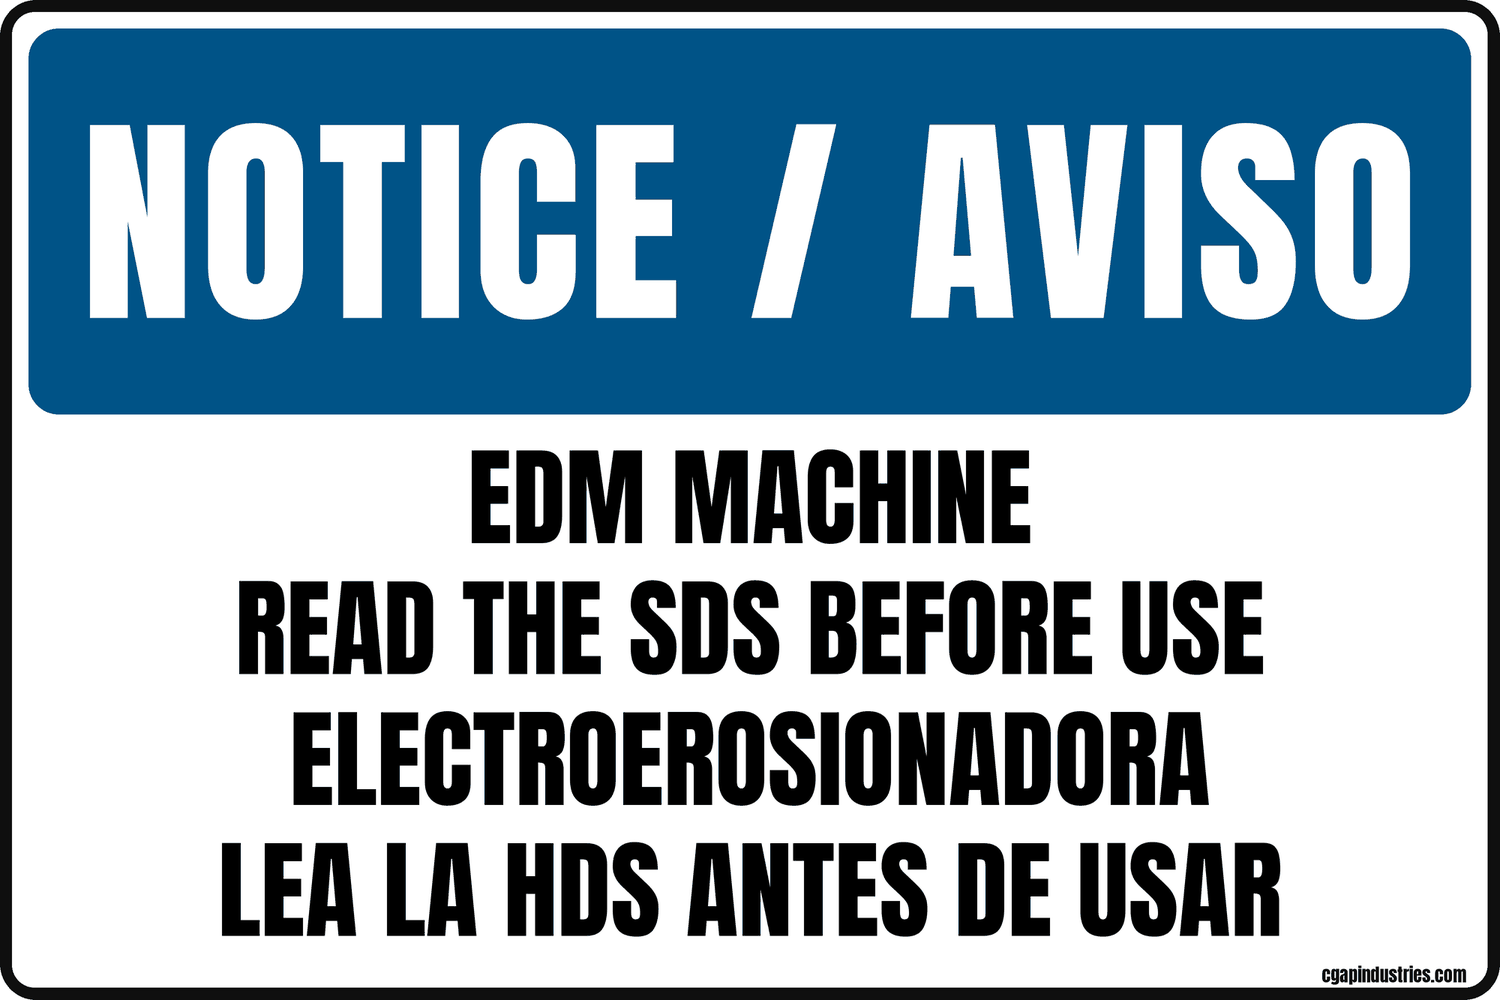 NOTICE / AVISO
EDM MACHINE
READ THE SDS BEFORE USE
ELECTROEROSIONADORA
LEA LA HDS ANTES DE USAR
cgapindustries.com